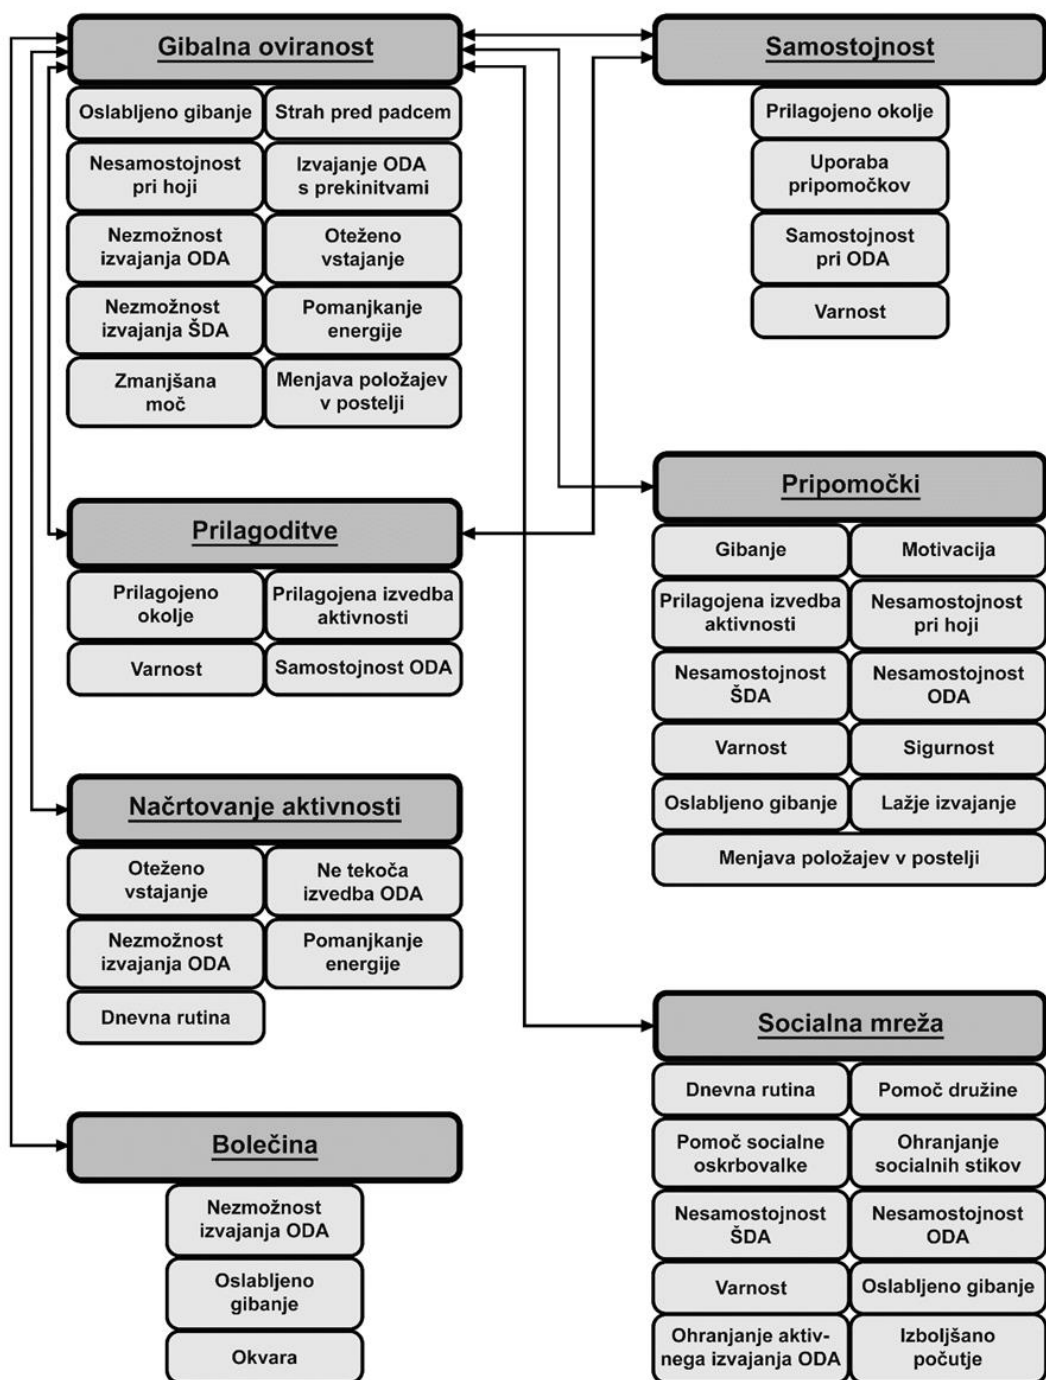 Gibalna oviranost
Oslabljeno gibanje
Strah pred padcem
Nesamostojnost
pri hoji
Izvajanje ODA
s prekinitvami
Nezmožnost
izvajanja ODA
Oteženo
vstajanje
Nezmožnost
izvajanja ŠDA
Pomanjkanje
energije
Zmanjšana
moč
Menjava položajev
v postelji
Prilagoditve
Prilagojeno
okolje
Prilagojena izvedba
aktivnosti
Varnost
Samostojnost ODA
Načrtovanje aktivnosti
Oteženo
vstajanje
Ne tekoča
izvedba ODA
Nezmožnost
izvajanja ODA
Pomanjkanje
energije
Dnevna rutina
Bolečina
Nezmožnost
izvajanja ODA
Oslabljeno
gibanje
Okvara
Samostojnost
Prilagojeno okolje
Uporaba
pripomočkov
Samostojnost
pri ODA
Varnost
Pripomočki
Gibanje
Motivacija
Prilagojena izvedba
aktivnosti
Nesamostojnost
pri hoji
Nesamostojnost
ŠDA
Nesamostojnost
ODA
Varnost
Sigurnost
Oslabljeno gibanje
Lažje izvajanje
Menjava položajev v postelji
Socialna mreža
Dnevna rutina
Pomoč družine
Pomoč socialne
oskrbovalke
Ohranjanje
socialnih stikov
Nesamostojnost
ŠDA
Nesamostojnost
ODA
Varnost
Oslabljeno gibanje
Ohranjanje aktiv-
nega izvajanja ODA
Izboljšano
počutje